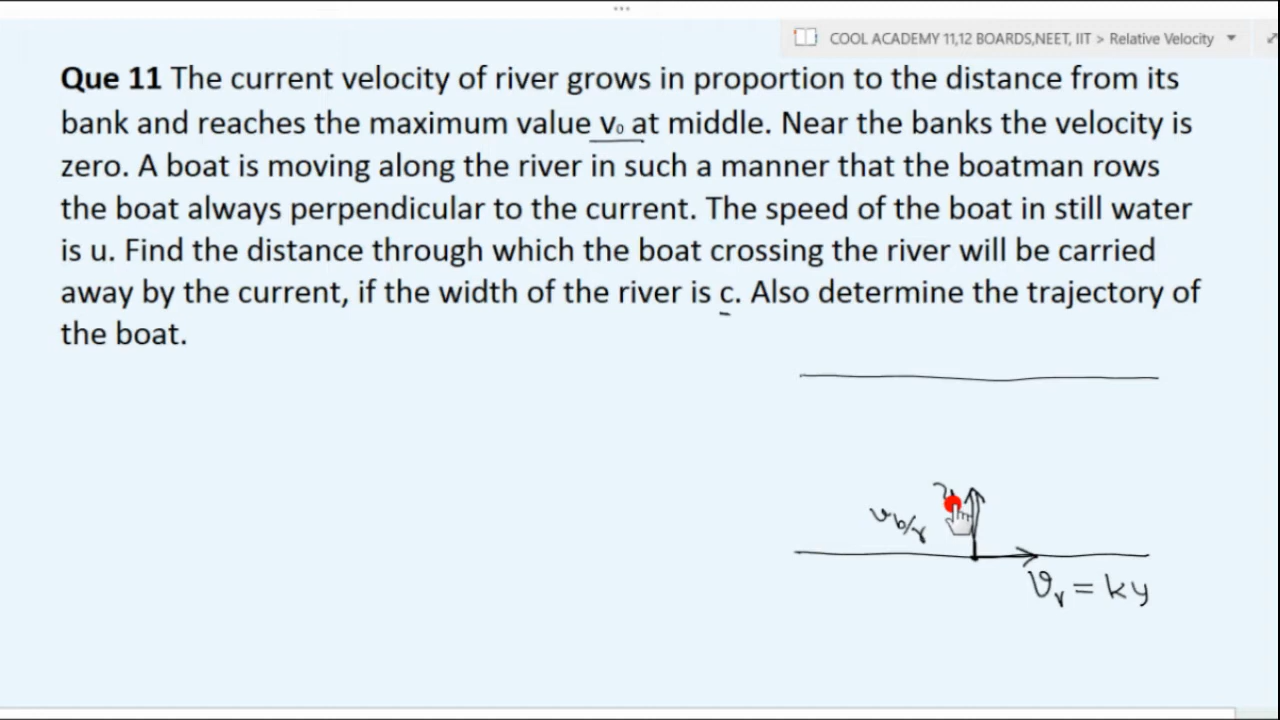 COOL ACADEMY 11,12 BOARDS,NEET, IIT > Relative Velocity
Que 11 The current velocity of river grows in proportion to the distance from its
bank and reaches the maximum value v₀ at middle. Near the banks the velocity is
zero. A boat is moving along the river in such a manner that the boatman rows
the boat always perpendicular to the current. The speed of the boat in still water
is u. Find the distance through which the boat crossing the river will be carried
away by the current, if the width of the river is c. Also determine the trajectory of
the boat.
v b/r
vᵣ = ky